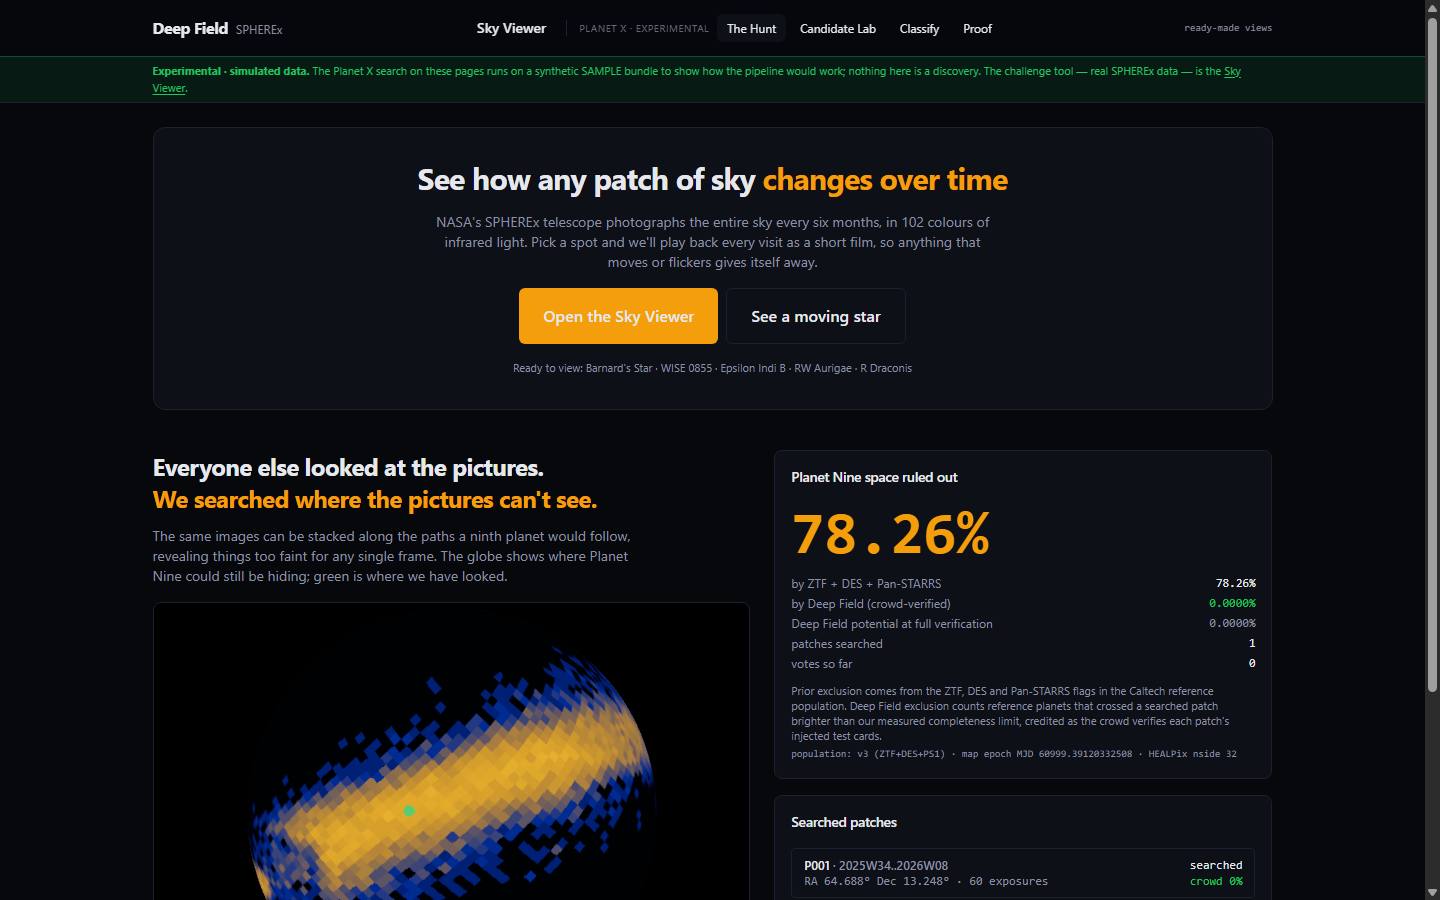 Deep Field SPHEREx
Sky Viewer
PLANET X · EXPERIMENTAL
The Hunt
Candidate Lab
Classify
Proof
ready-made views
Experimental · simulated data. The Planet X search on these pages runs on a synthetic SAMPLE bundle to show how the pipeline would work; nothing here is a discovery. The challenge tool — real SPHEREx data — is the Sky
Viewer.
See how any patch of sky changes over time
NASA's SPHEREx telescope photographs the entire sky every six months, in 102 colours of
infrared light. Pick a spot and we'll play back every visit as a short film, so anything that
moves or flickers gives itself away.
Open the Sky Viewer
See a moving star
Ready to view: Barnard's Star · WISE 0855 · Epsilon Indi B · RW Aurigae · R Draconis
Everyone else looked at the pictures.
We searched where the pictures can't see.
The same images can be stacked along the paths a ninth planet would follow,
revealing things too faint for any single frame. The globe shows where Planet
Nine could still be hiding; green is where we have looked.
Planet Nine space ruled out
78.26%
by ZTF + DES + Pan-STARRS 78.26%
by Deep Field (crowd-verified) 0.0000%
Deep Field potential at full verification 0.0000%
patches searched 1
votes so far 0
Prior exclusion comes from the ZTF, DES and Pan-STARRS flags in the Caltech reference
population. Deep Field exclusion counts reference planets that crossed a searched patch
brighter than our measured completeness limit, credited as the crowd verifies each patch's
injected test cards.
population: v3 (ZTF+DES+PS1) · map epoch MJD 60999.39120332508 · HEALPix nside 32
Searched patches
P001 · 2025W34..2026W08 searched
RA 64.688° Dec 13.248° · 60 exposures crowd 0%